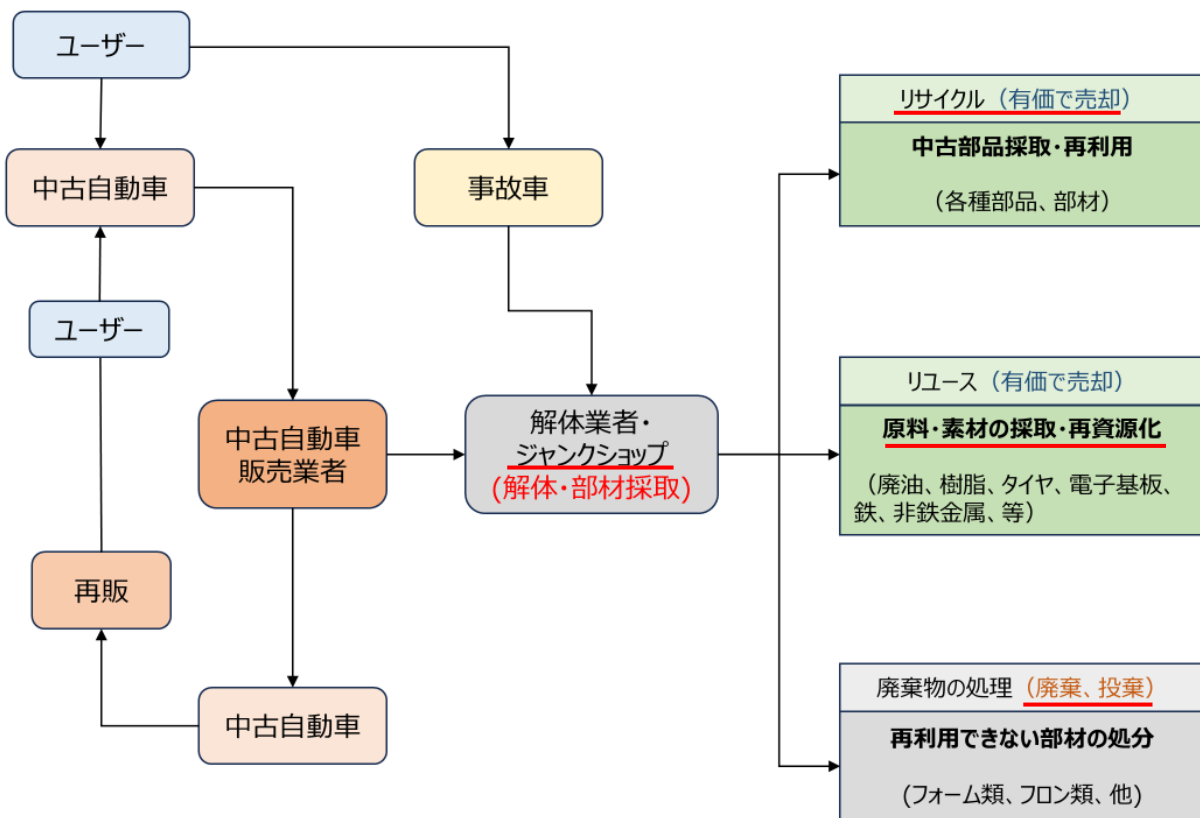 ユーザー
中古自動車
ユーザー
再販
中古自動車
販売業者
中古自動車
事故車
解体業者・
ジャンクショップ
(解体・部材採取)
リサイクル（有価で売却）
中古部品採取・再利用
（各種部品、部材）
リユース（有価で売却）
原料・素材の採取・再資源化
（廃油、樹脂、タイヤ、電子基板、
鉄、非鉄金属、等）
廃棄物の処理（廃棄、投棄）
再利用できない部材の処分
(フォーム類、フロン類、他)